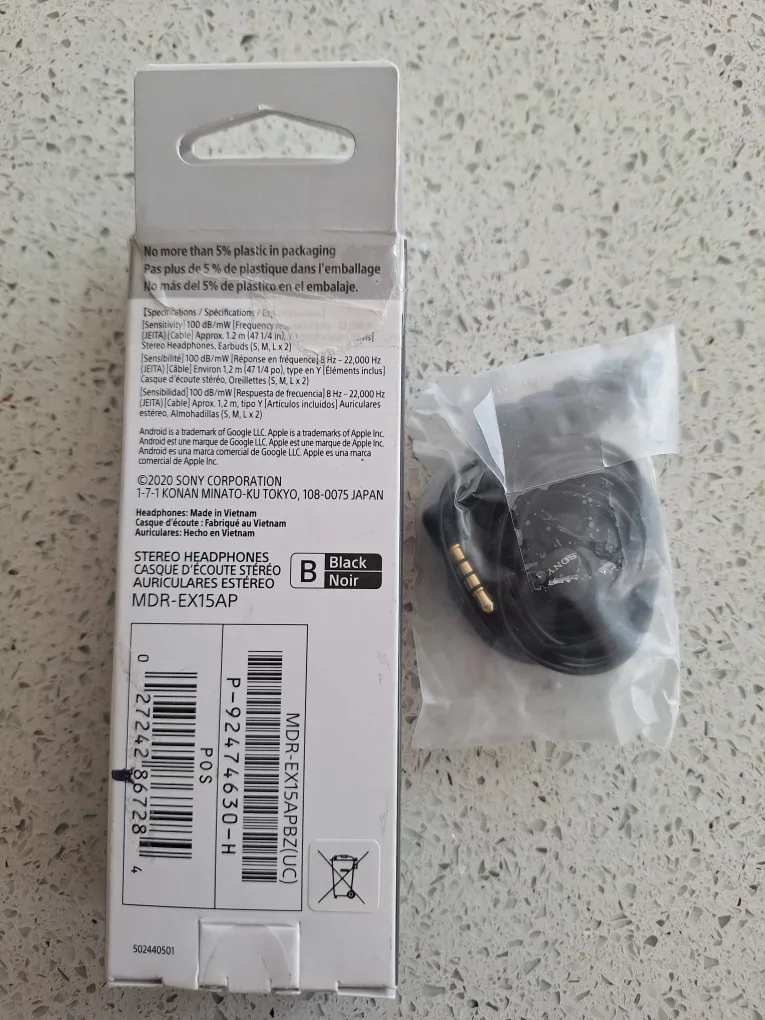 No more than 5% plastic in packaging
Pas plus de 5 % de plastique dans l'emballage
No más del 5% de plástico en el embalaje.
[Specifications / Spécifications /
[Sensitivity] 100 dB/mW [Frequency 22,000 Hz
(JEITA) [Cable] Approx. 1.2 m (47 1/4 in),
Stereo Headphones, Earbuds (S, M, L x 2)
[Sensibilité] 100 dB/mW [Réponse en fréquence] 8 Hz – 22,000 Hz
(JEITA) [Câble] Environ 1,2 m (47 1/4 po), type en Y [Éléments inclus]
Casque d'écoute stéréo, Oreillettes (S, M, L x 2)
[Sensibilidad] 100 dB/mW [Respuesta de frecuencia] 8 Hz – 22,000 Hz
(JEITA) [Cable] Aprox. 1,2 m, tipo Y [Artículos incluidos] Auriculares
estéreo, Almohadillas (S, M, L x 2)
Android is a trademark of Google LLC. Apple is a trademarks of Apple Inc.
Android est une marque de Google LLC. Apple est une marque de Apple Inc.
Android es una marca comercial de Google LLC. Apple es una marca
comercial de Apple Inc.
©2020 SONY CORPORATION
1-7-1 KONAN MINATO-KU TOKYO, 108-0075 JAPAN
Headphones: Made in Vietnam
Casque d'écoute : Fabriqué au Vietnam
Auriculares: Hecho en Vietnam
STEREO HEADPHONES
CASQUE D'ÉCOUTE STÉRÉO
AURICULARES ESTÉREO
MDR-EX15AP
B Black
Noir
MDR-EX15APBZ(UC)
P-92474630-H
POS
0 27242 86728 4
502440501
SONY